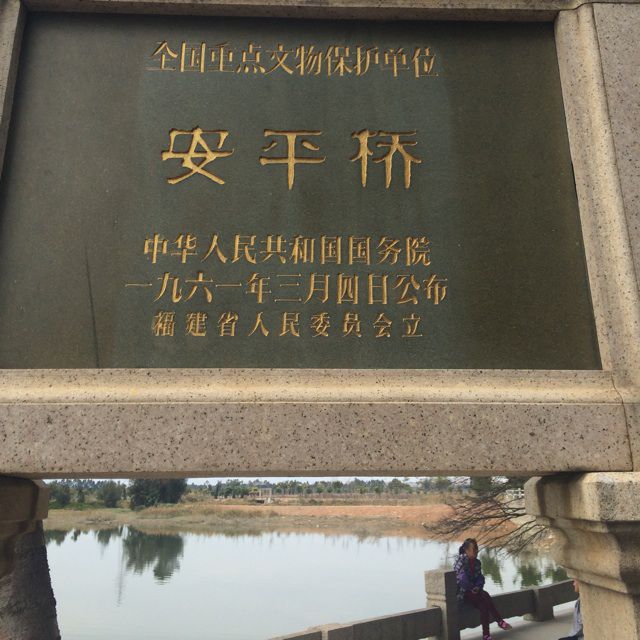 全国重点文物保护单位
安平桥
中华人民共和国国务院
一九六一年三月四日公布
福建省人民委员会立